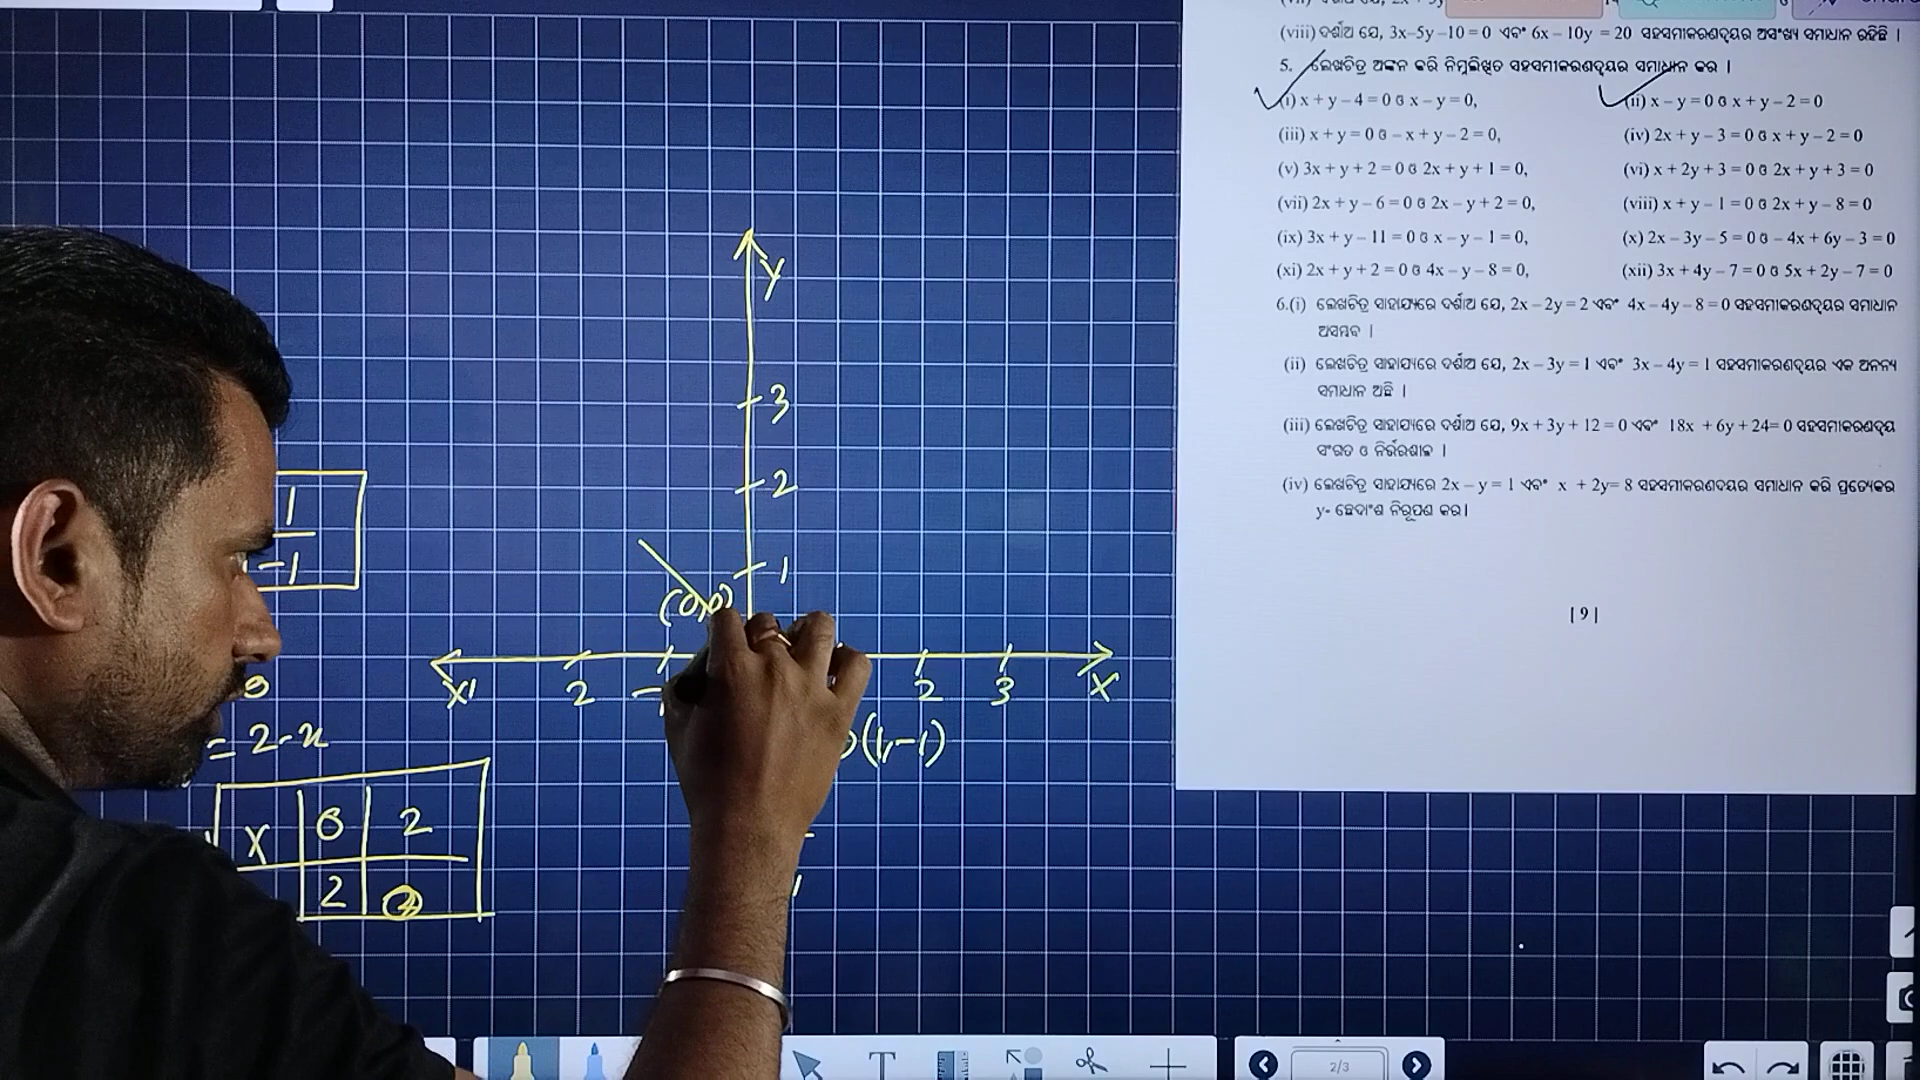 (viii) ଦର୍ଶାଅ ଯେ, 3x–5y –10 = 0 ଏବଂ 6x – 10y = 20 ସହସମୀକରଣଦ୍ୱୟର ଅସଂଖ୍ୟ ସମାଧାନ ରହିଛି ।
5. ଲେଖଚିତ୍ର ଅଙ୍କନ କରି ନିମ୍ନଲିଖିତ ସହସମୀକରଣଦ୍ୱୟର ସମାଧାନ କର ।
(i) x + y – 4 = 0 ଓ x – y = 0, (ii) x – y = 0 ଓ x + y – 2 = 0
(iii) x + y = 0 ଓ – x + y – 2 = 0, (iv) 2x + y – 3 = 0 ଓ x + y – 2 = 0
(v) 3x + y + 2 = 0 ଓ 2x + y + 1 = 0, (vi) x + 2y + 3 = 0 ଓ 2x + y + 3 = 0
(vii) 2x + y – 6 = 0 ଓ 2x – y + 2 = 0, (viii) x + y – 1 = 0 ଓ 2x + y – 8 = 0
(ix) 3x + y – 11 = 0 ଓ x – y – 1 = 0, (x) 2x – 3y – 5 = 0 ଓ – 4x + 6y – 3 = 0
(xi) 2x + y + 2 = 0 ଓ 4x – y – 8 = 0, (xii) 3x + 4y – 7 = 0 ଓ 5x + 2y – 7 = 0
6.(i) ଲେଖଚିତ୍ର ସାହାଯ୍ୟରେ ଦର୍ଶାଅ ଯେ, 2x – 2y = 2 ଏବଂ 4x – 4y – 8 = 0 ସହସମୀକରଣଦ୍ୱୟର ସମାଧାନ
ଅସମ୍ଭବ ।
(ii) ଲେଖଚିତ୍ର ସାହାଯ୍ୟରେ ଦର୍ଶାଅ ଯେ, 2x – 3y = 1 ଏବଂ 3x – 4y = 1 ସହସମୀକରଣଦ୍ୱୟର ଏକ ଅନନ୍ୟ
ସମାଧାନ ଅଛି ।
(iii) ଲେଖଚିତ୍ର ସାହାଯ୍ୟରେ ଦର୍ଶାଅ ଯେ, 9x + 3y + 12 = 0 ଏବଂ 18x + 6y + 24= 0 ସହସମୀକରଣଦ୍ୱୟ
ସଂଗତ ଓ ନିର୍ଭରଶୀଳ ।
(iv) ଲେଖଚିତ୍ର ସାହାଯ୍ୟରେ 2x – y = 1 ଏବଂ x + 2y= 8 ସହସମୀକରଣଦ୍ୱୟର ସମାଧାନ କରି ପ୍ରତ୍ୟେକର
y- ଛେଦାଂଶ ନିରୂପଣ କର।
[ 9 ]
y
3
2
1
(0,0)
x' 2 2 3 x
(1,-1)
1
-1
= 2-x
x 0 2
2
2/3